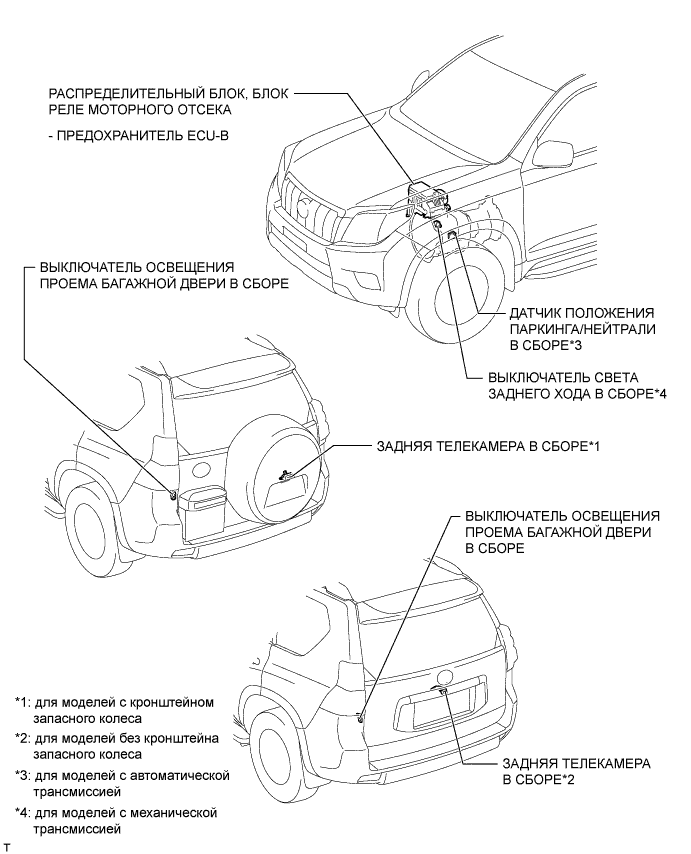 РАСПРЕДЕЛИТЕЛЬНЫЙ БЛОК, БЛОК
РЕЛЕ МОТОРНОГО ОТСЕКА
- ПРЕДОХРАНИТЕЛЬ ECU-B
ВЫКЛЮЧАТЕЛЬ ОСВЕЩЕНИЯ
ПРОЕМА БАГАЖНОЙ ДВЕРИ В СБОРЕ
ДАТЧИК ПОЛОЖЕНИЯ
ПАРКИНГА/НЕЙТРАЛИ
В СБОРЕ*3
ВЫКЛЮЧАТЕЛЬ СВЕТА
ЗАДНЕГО ХОДА В СБОРЕ*4
ЗАДНЯЯ ТЕЛЕКАМЕРА В СБОРЕ*1
ВЫКЛЮЧАТЕЛЬ ОСВЕЩЕНИЯ
ПРОЕМА БАГАЖНОЙ ДВЕРИ
В СБОРЕ
*1: для моделей с кронштейном
запасного колеса
*2: для моделей без кронштейна
запасного колеса
*3: для моделей с автоматической
трансмиссией
*4: для моделей с механической
трансмиссией
ЗАДНЯЯ ТЕЛЕКАМЕРА
В СБОРЕ*2
T